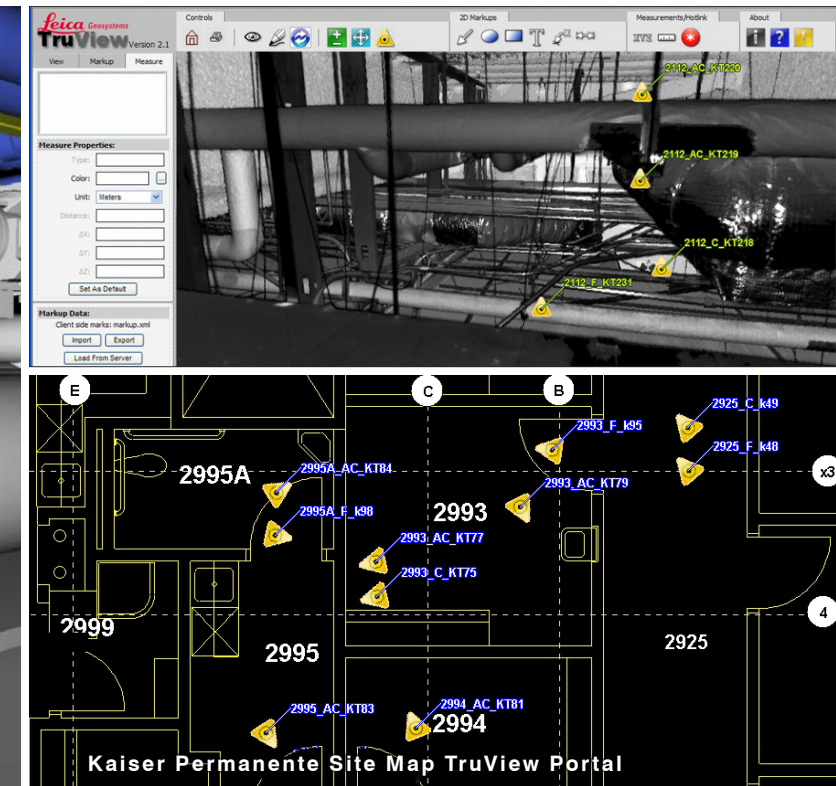 Leica Geosystems
TruView Version 2.1
Controls
2D Markups
Measurements/Hotlink
About
XYZ
i ? !
View Markup Measure
Measure Properties:
Type:
Color: ...
Unit: Meters
Distance:
ΔX:
ΔY:
ΔZ:
Set As Default
Markup Data:
Client side marks: markup.xml
Import Export
Load From Server
2112_AC_KT220
2112_AC_KT219
2112_C_KT218
2112_F_KT231
E C B
2925_C_k49
2993_F_k95
2925_F_k48
2995A
2995A_AC_KT84
x3
2993_AC_KT79
2995A_F_k98
2993
2993_AC_KT77
2993_C_KT75
4
2999
2995
2925
2995_AC_KT83
2994_AC_KT81
2994
Kaiser Permanente Site Map TruView Portal